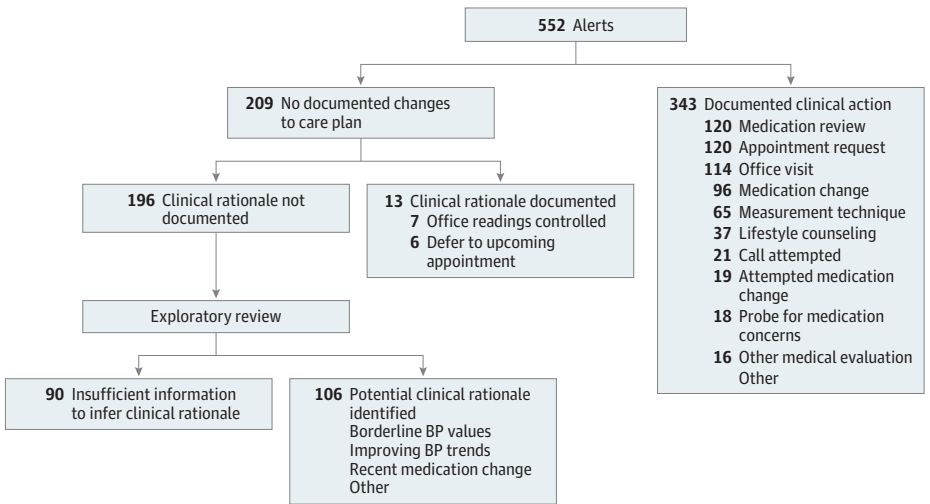 552 Alerts
209 No documented changes
to care plan
343 Documented clinical action
120 Medication review
120 Appointment request
114 Office visit
96 Medication change
65 Measurement technique
37 Lifestyle counseling
21 Call attempted
19 Attempted medication
change
18 Probe for medication
concerns
16 Other medical evaluation
Other
196 Clinical rationale not
documented
13 Clinical rationale documented
7 Office readings controlled
6 Defer to upcoming
appointment
Exploratory review
90 Insufficient information
to infer clinical rationale
106 Potential clinical rationale
identified
Borderline BP values
Improving BP trends
Recent medication change
Other